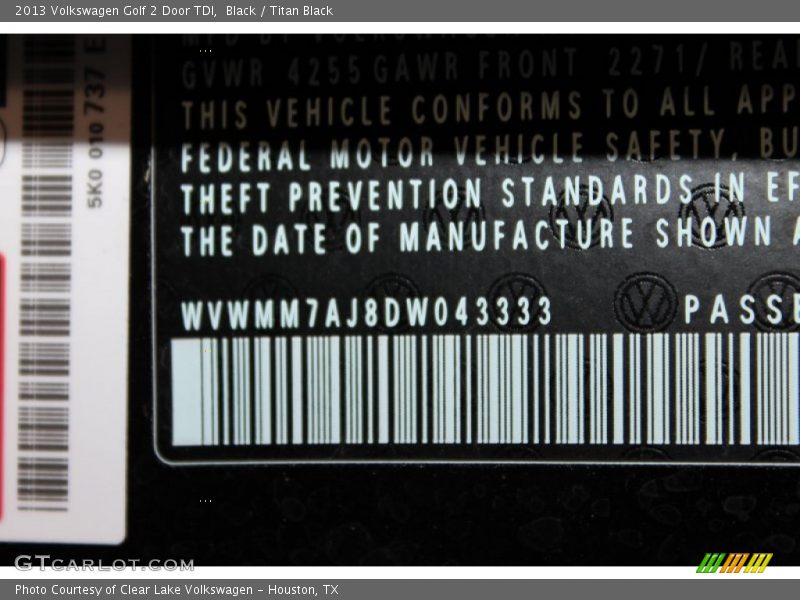 2013 Volkswagen Golf 2 Door TDI,  Black / Titan Black
GVWR 4255 GAWR FRONT 2271/ REA
THIS VEHICLE CONFORMS TO ALL APP
FEDERAL MOTOR VEHICLE SAFETY, BU
THEFT PREVENTION STANDARDS IN EF
THE DATE OF MANUFACTURE SHOWN A
WVWMM7AJ8DW043333 PASSE
5K0 010 737 E
GTCARLOT.COM
Photo Courtesy of Clear Lake Volkswagen – Houston, TX